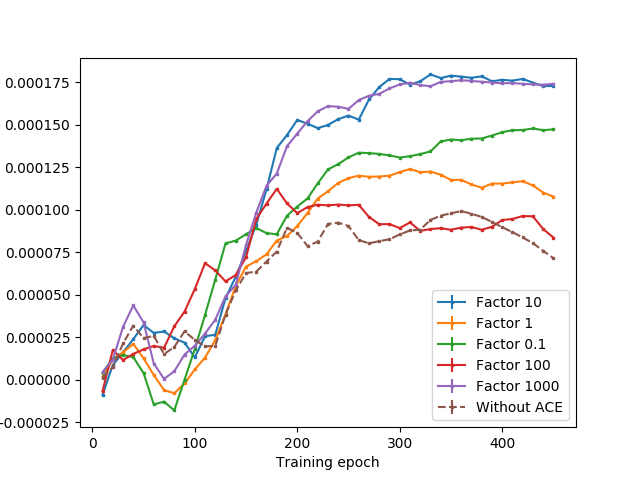 0.000175
0.000150
0.000125
0.000100
0.000075
0.000050
0.000025
0.000000
-0.000025
0
100
200
300
400
Training epoch
Factor 10
Factor 1
Factor 0.1
Factor 100
Factor 1000
Without ACE